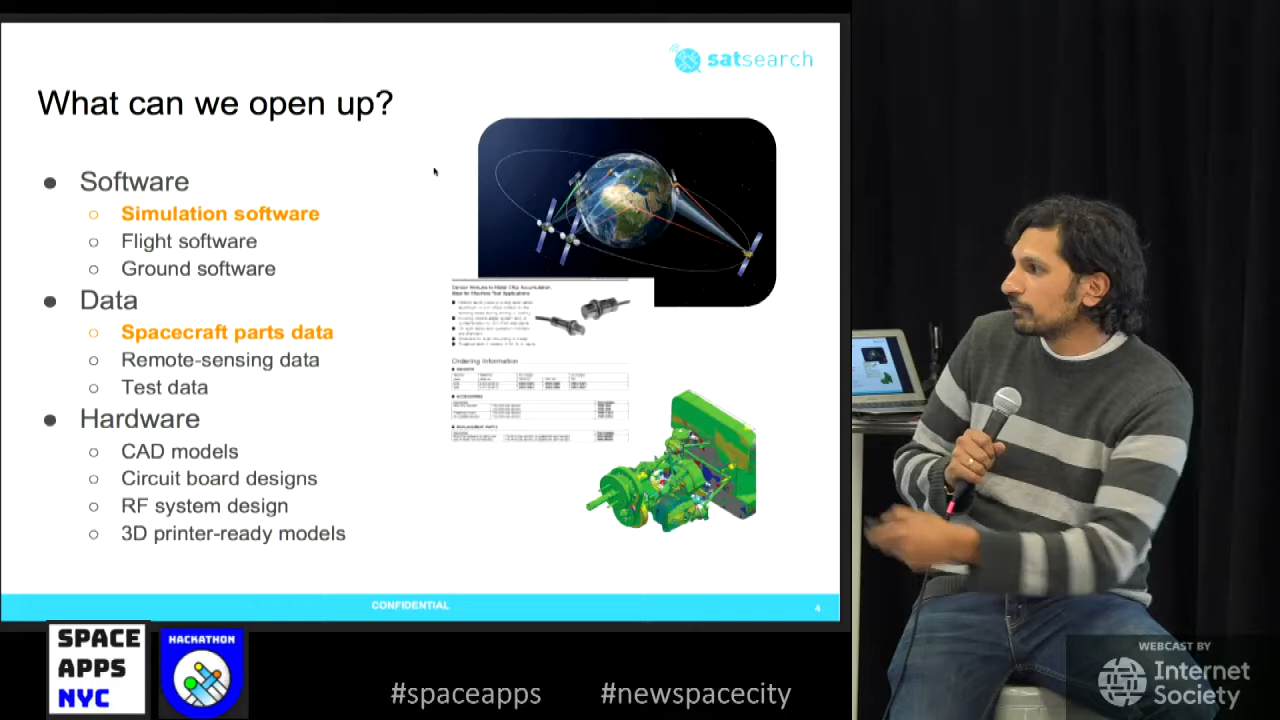 satsearch
What can we open up?
● Software
○ Simulation software
○ Flight software
○ Ground software
● Data
○ Spacecraft parts data
○ Remote-sensing data
○ Test data
● Hardware
○ CAD models
○ Circuit board designs
○ RF system design
○ 3D printer-ready models
Ordering Information
CONFIDENTIAL
4
SPACE
APPS
NYC
HACKATHON
#spaceapps
#newspacecity
WEBCAST BY
Internet
Society